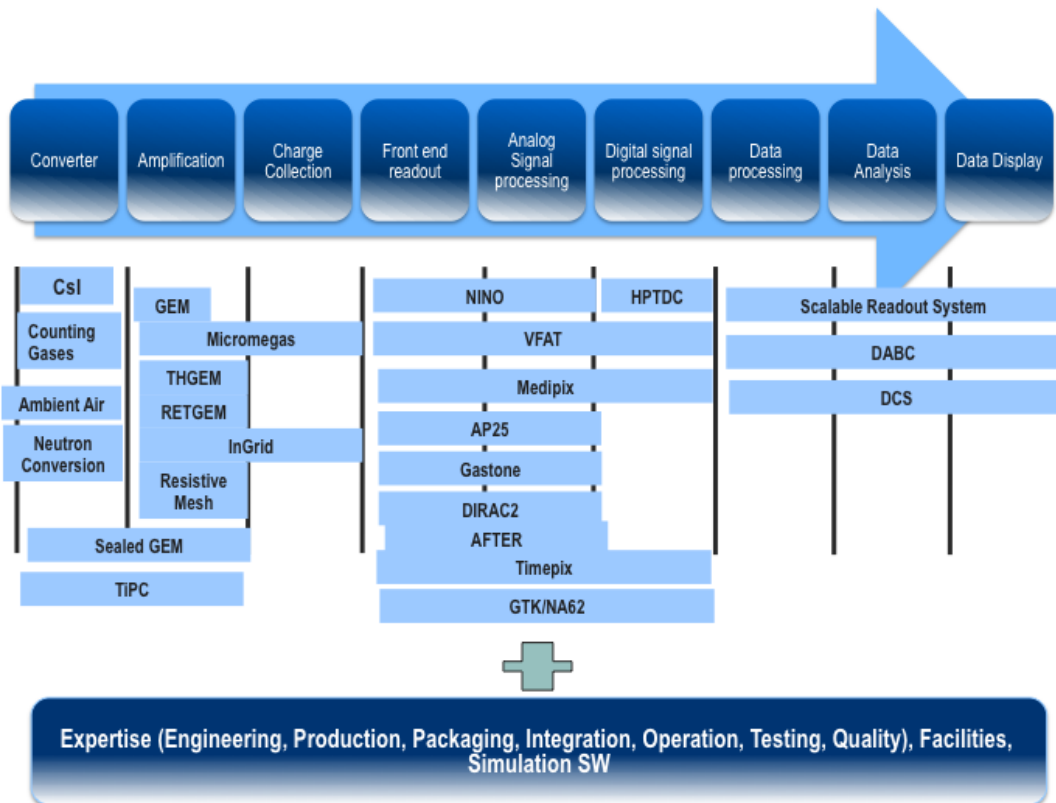 Converter
Amplification
Charge
Collection
Front end
readout
Analog
Signal
processing
Digital signal
processing
Data
processing
Data
Analysis
Data Display
CsI
Counting
Gases
Ambient Air
Neutron
Conversion
GEM
Micromegas
THGEM
RETGEM
InGrid
Resistive
Mesh
Sealed GEM
TiPC
NINO
HPTDC
VFAT
Medipix
AP25
Gastone
DIRAC2
AFTER
Timepix
GTK/NA62
Scalable Readout System
DABC
DCS
Expertise (Engineering, Production, Packaging, Integration, Operation, Testing, Quality), Facilities,
Simulation SW